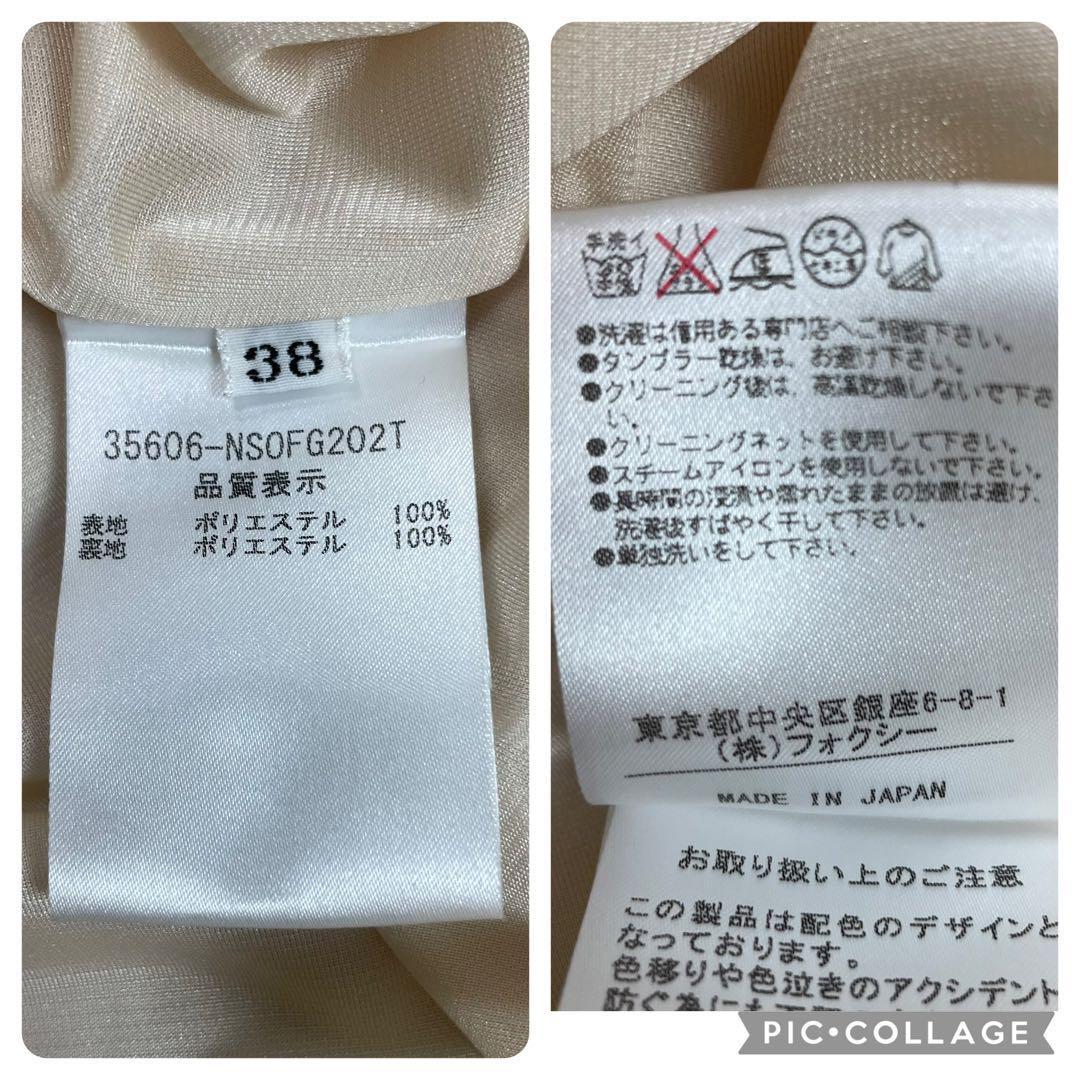 38
35606-NSOFG202T
品質表示
表地 ポリエステル 100%
裏地 ポリエステル 100%
手洗イ
●洗濯は信用ある専門店へご相談下さい。
●タンブラー乾燥は、お避け下さい。
●クリーニング後は、高温乾燥しないで下さ
い。
●クリーニングネットを使用して下さい。
●スチームアイロンを使用しないで下さい。
●長時間の浸漬や濡れたままの放置は避け、
洗濯後すばやく干して下さい。
●単独洗いをして下さい。
東京都中央区銀座6-8-1
(株)フォクシー
MADE IN JAPAN
お取り扱い上のご注意
この製品は配色のデザインと
なっております。
色移りや色泣きのアクシデント
防ぐ為にも下記の
PIC•COLLAGE